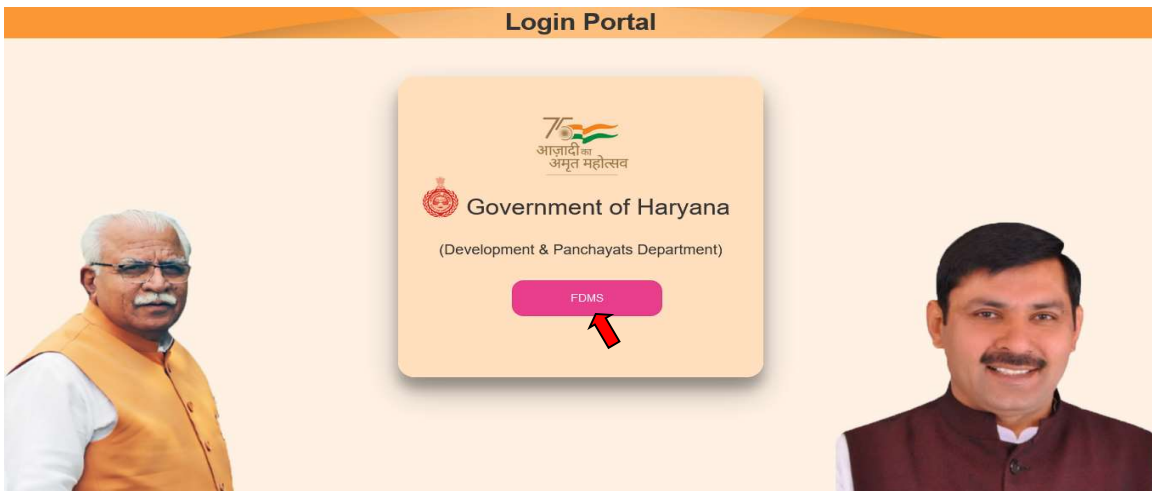 Login Portal
75
आज़ादी का
अमृत महोत्सव
Government of Haryana
(Development & Panchayats Department)
FDMS